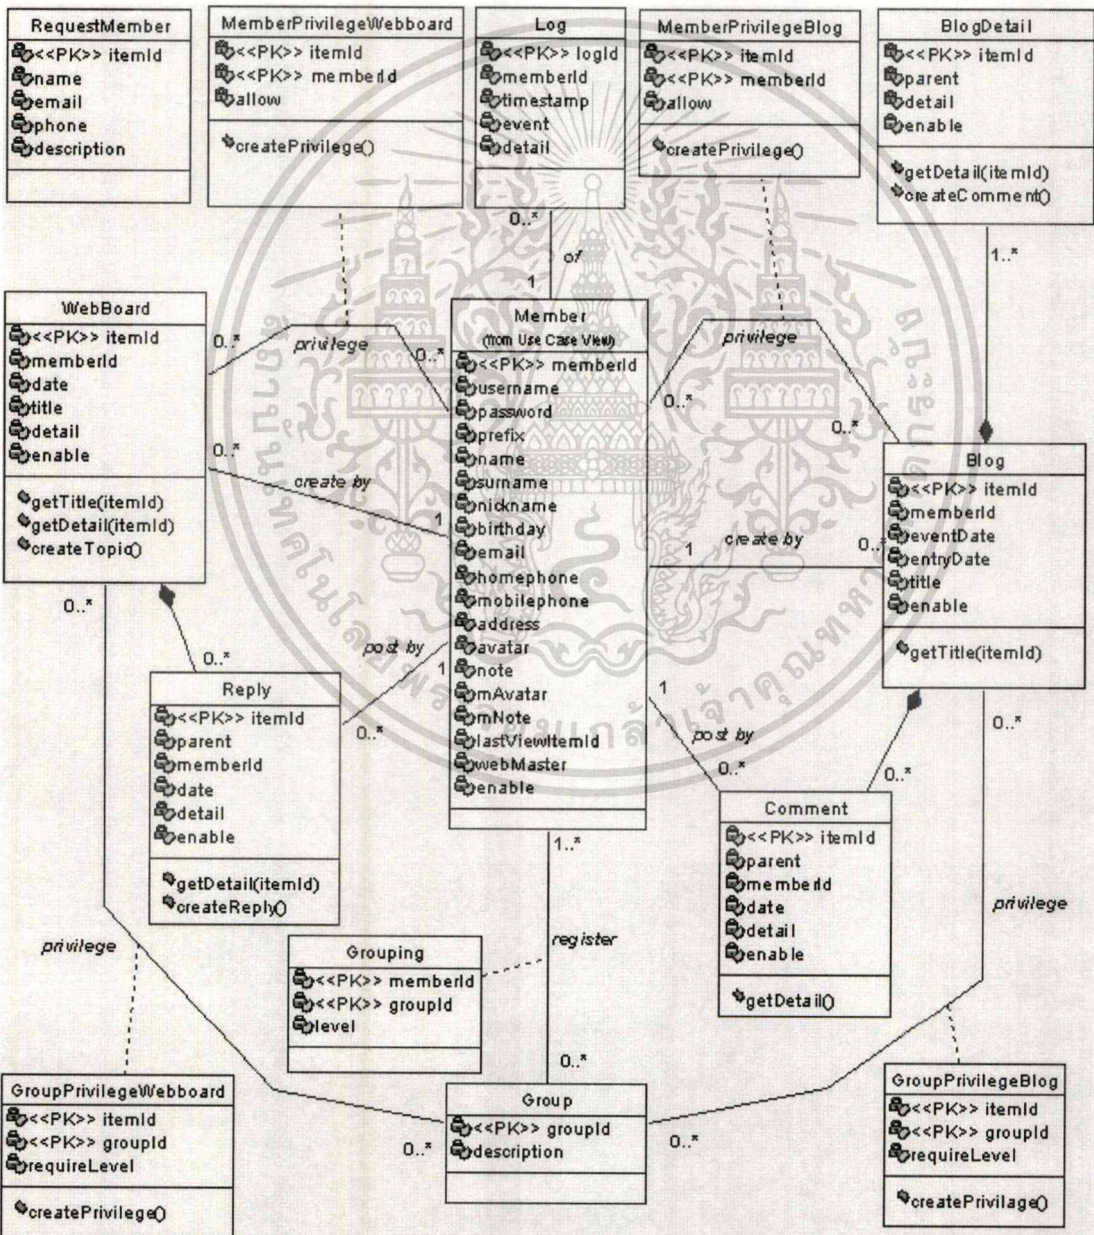 RequestMember
<<PK>> itemId
name
email
phone
description
MemberPrivilegeWebboard
<<PK>> itemId
<<PK>> memberId
allow
createPrivilege()
Log
<<PK>> logId
memberId
timestamp
event
detail
MemberPrivilegeBlog
<<PK>> itemId
<<PK>> memberId
allow
createPrivilege()
BlogDetail
<<PK>> itemId
parent
detail
enable
getDetail(itemId)
createComment()
0..*
of
1
1..*
WebBoard
<<PK>> itemId
memberId
date
title
detail
enable
getTitle(itemId)
getDetail(itemId)
createTopic()
0..*
privilege
0..*
0..*
create by
1
0..*
0..*
post by
1
0..*
Member
(from Use Case View)
<<PK>> memberId
username
password
prefix
name
surname
nickname
birthday
email
homephone
mobilephone
address
avatar
note
mAvatar
mNote
lastViewItemId
webMaster
enable
privilege
0..*
0..*
1
create by
0..*
Blog
<<PK>> itemId
memberId
eventDate
entryDate
title
enable
getTitle(itemId)
1
post by
0..*
0..*
0..*
Reply
<<PK>> itemId
parent
memberId
date
detail
enable
getDetail(itemId)
createReply()
Comment
<<PK>> itemId
parent
memberId
date
detail
enable
getDetail()
1..*
register
0..*
privilege
privilege
Grouping
<<PK>> memberId
<<PK>> groupId
level
GroupPrivilegeWebboard
<<PK>> itemId
<<PK>> groupId
requireLevel
createPrivilege()
0..*
Group
<<PK>> groupId
description
0..*
GroupPrivilegeBlog
<<PK>> itemId
<<PK>> groupId
requireLevel
createPrivilage()